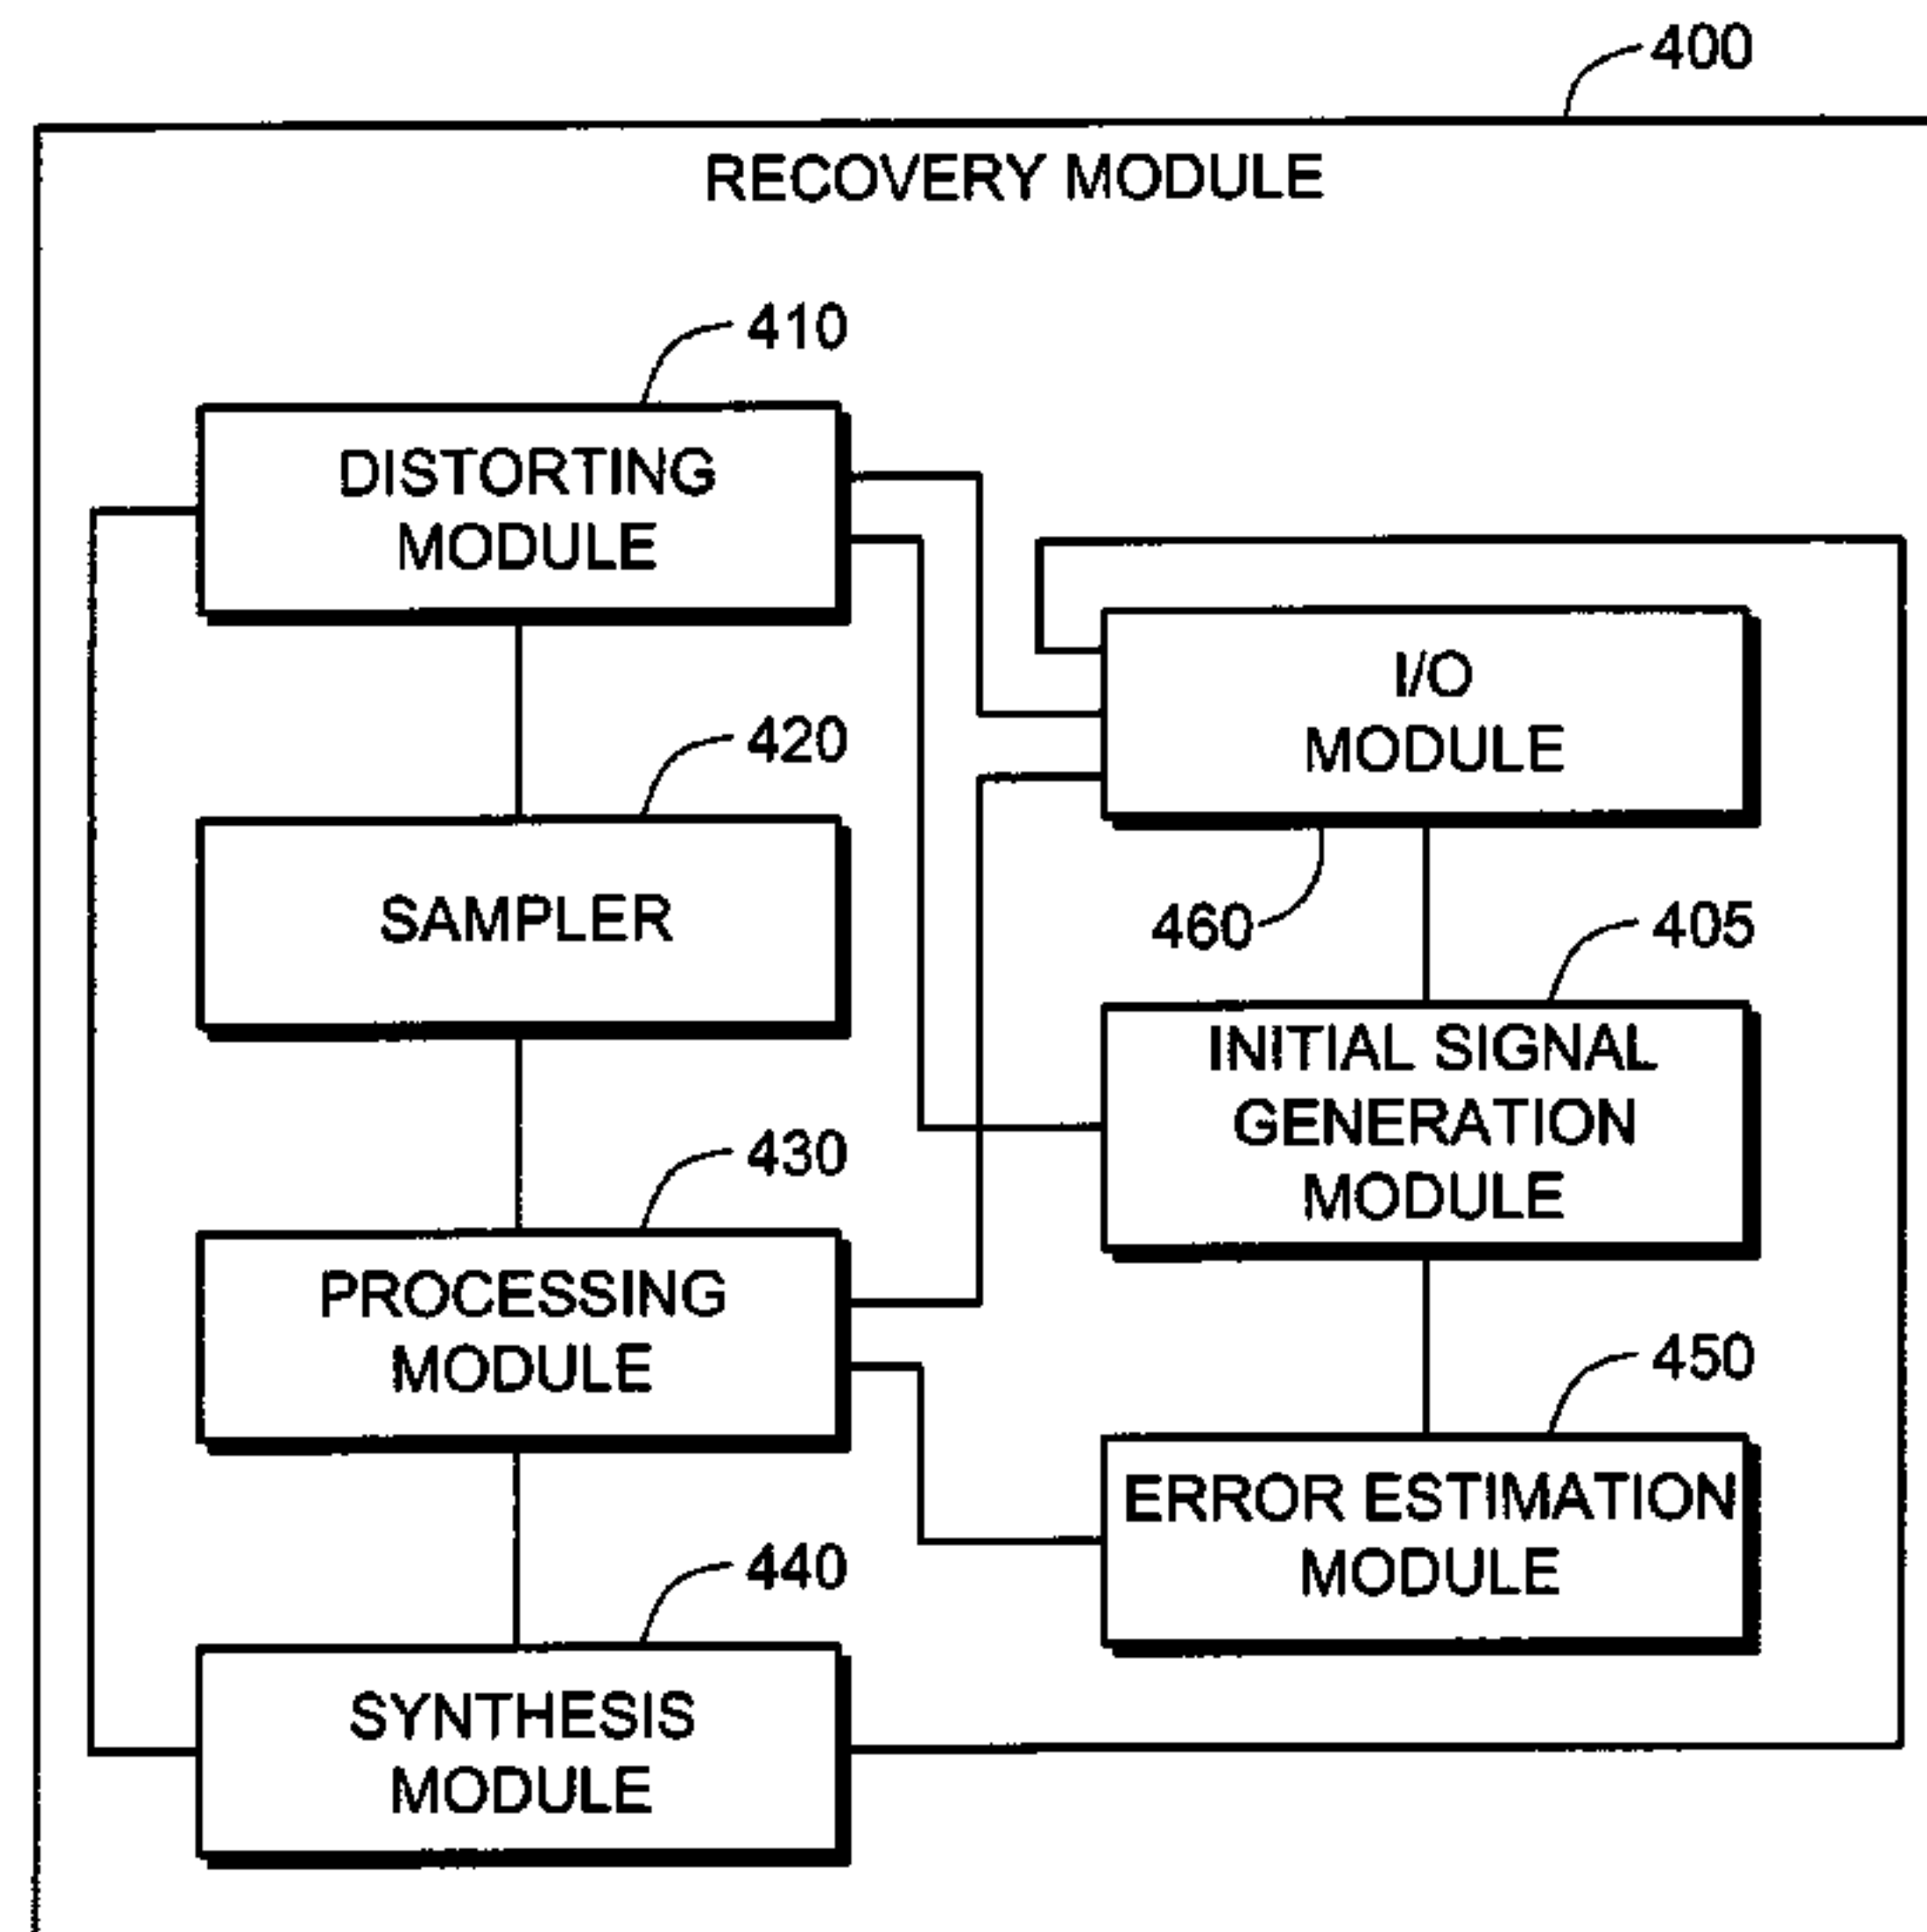 400
RECOVERY MODULE
410
DISTORTING
MODULE
I/O
MODULE
420
SAMPLER
460
405
INITIAL SIGNAL
GENERATION
MODULE
430
PROCESSING
MODULE
450
ERROR ESTIMATION
MODULE
440
SYNTHESIS
MODULE